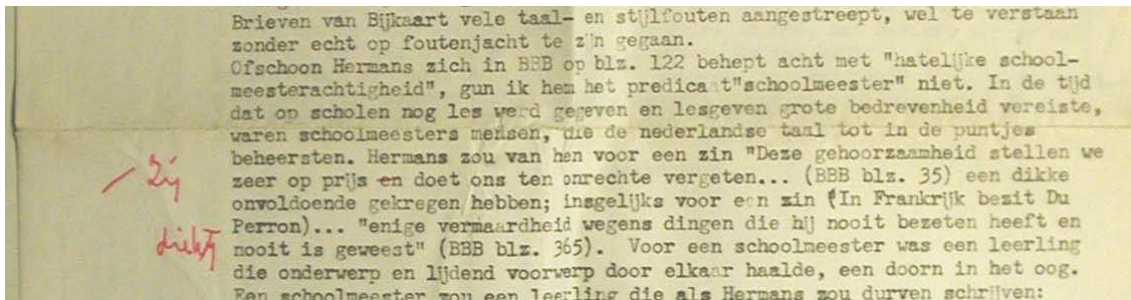 Brieven van Bijkaart vele taal- en stijlfouten aangestreept, wel te verstaan
zonder echt op foutenjacht te zijn gegaan.
Ofschoon Hermans zich in BBB op blz. 122 behept acht met "hatelijke school-
meesterachtigheid", gun ik hem het predicaat"schoolmeester" niet. In de tijd
dat op scholen nog les werd gegeven en lesgeven grote bedrevenheid vereiste,
waren schoolmeesters mensen, die de nederlandse taal tot in de puntjes
beheersten. Hermans zou van hen voor een zin "Deze gehoorzaamheid stellen we
zij zeer op prijs en doet ons ten onrechte vergeten... (BBB blz. 35) een dikke
onvoldoende gekregen hebben; insgelijks voor een zin (In Frankrijk bezit Du
Perron)... "enige vermaardheid wegens dingen die hij nooit bezeten heeft en
nooit is geweest" (BBB blz. 365). Voor een schoolmeester was een leerling
die onderwerp en lijdend voorwerp door elkaar haalde, een doorn in het oog.
Een schoolmeester zou een leerling die als Hermans zou durven schrijven: